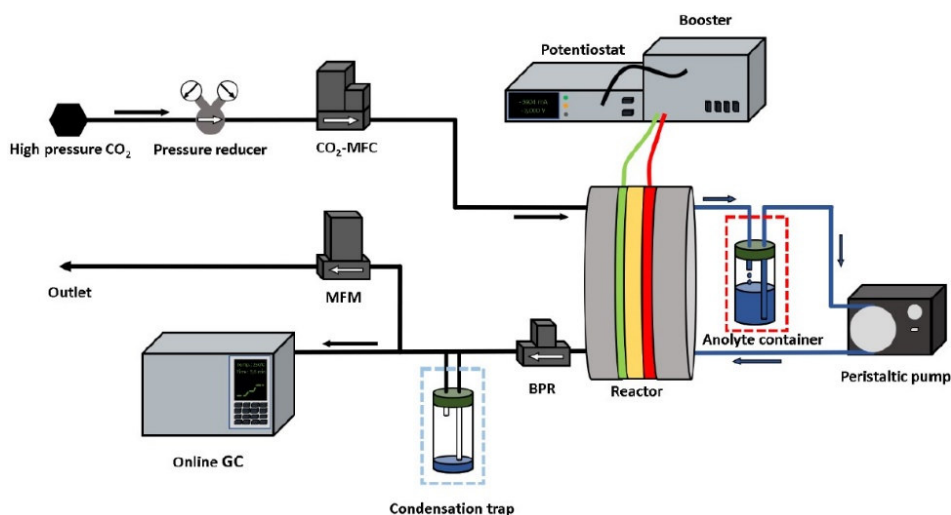 Booster
Potentiostat
High pressure CO₂
Pressure reducer
CO₂-MFC
Outlet
MFM
Anolyte container
Peristaltic pump
BPR
Reactor
Online GC
Condensation trap